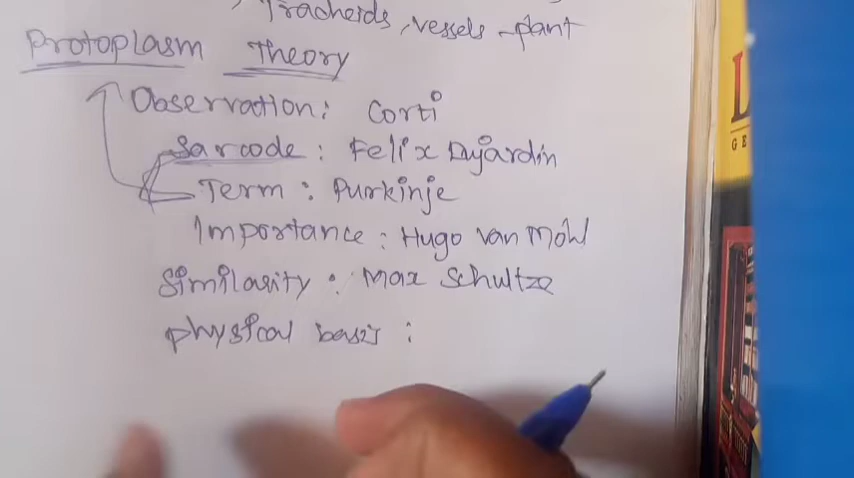 Tracheids, vessels - plant
Protoplasm Theory
Observation: Corti
Sarcode: Felix Dujardin
Term: Purkinje
Importance: Hugo Van Mohl
Similarity: Max Schultze
Physical basis: